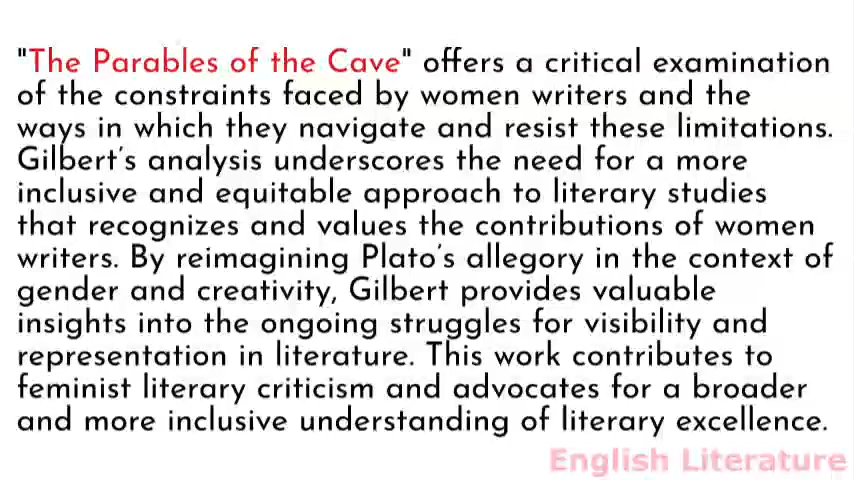 "The Parables of the Cave" offers a critical examination
of the constraints faced by women writers and the
ways in which they navigate and resist these limitations.
Gilbert's analysis underscores the need for a more
inclusive and equitable approach to literary studies
that recognizes and values the contributions of women
writers. By reimagining Plato's allegory in the context of
gender and creativity, Gilbert provides valuable
insights into the ongoing struggles for visibility and
representation in literature. This work contributes to
feminist literary criticism and advocates for a broader
and more inclusive understanding of literary excellence.
English Literature